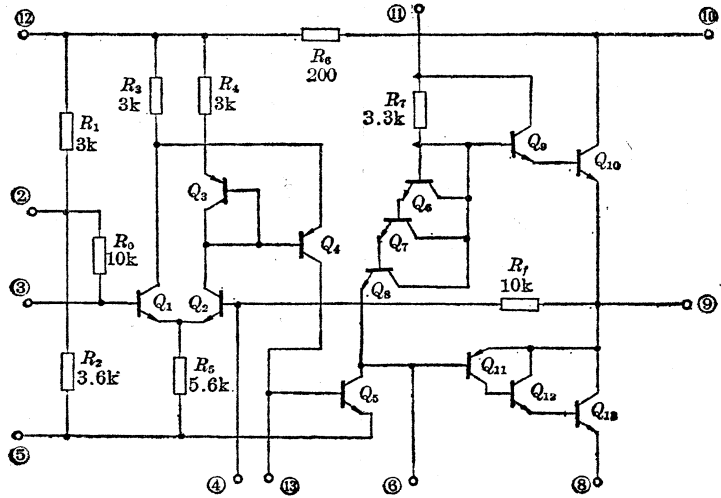 ⑫
⑪
⑩
R₆
200
R₃
3k
R₄
3k
R₇
3.3k
R₁
3k
Q₉
Q₁₀
Q₃
Q₆
②
R₀
10k
Q₄
Q₇
R_f
10k
③
Q₁
Q₂
Q₈
⑨
R₂
3.6k
R₅
5.6k
Q₅
Q₁₁
Q₁₂
Q₁₃
⑤
④
⑬
⑥
⑧